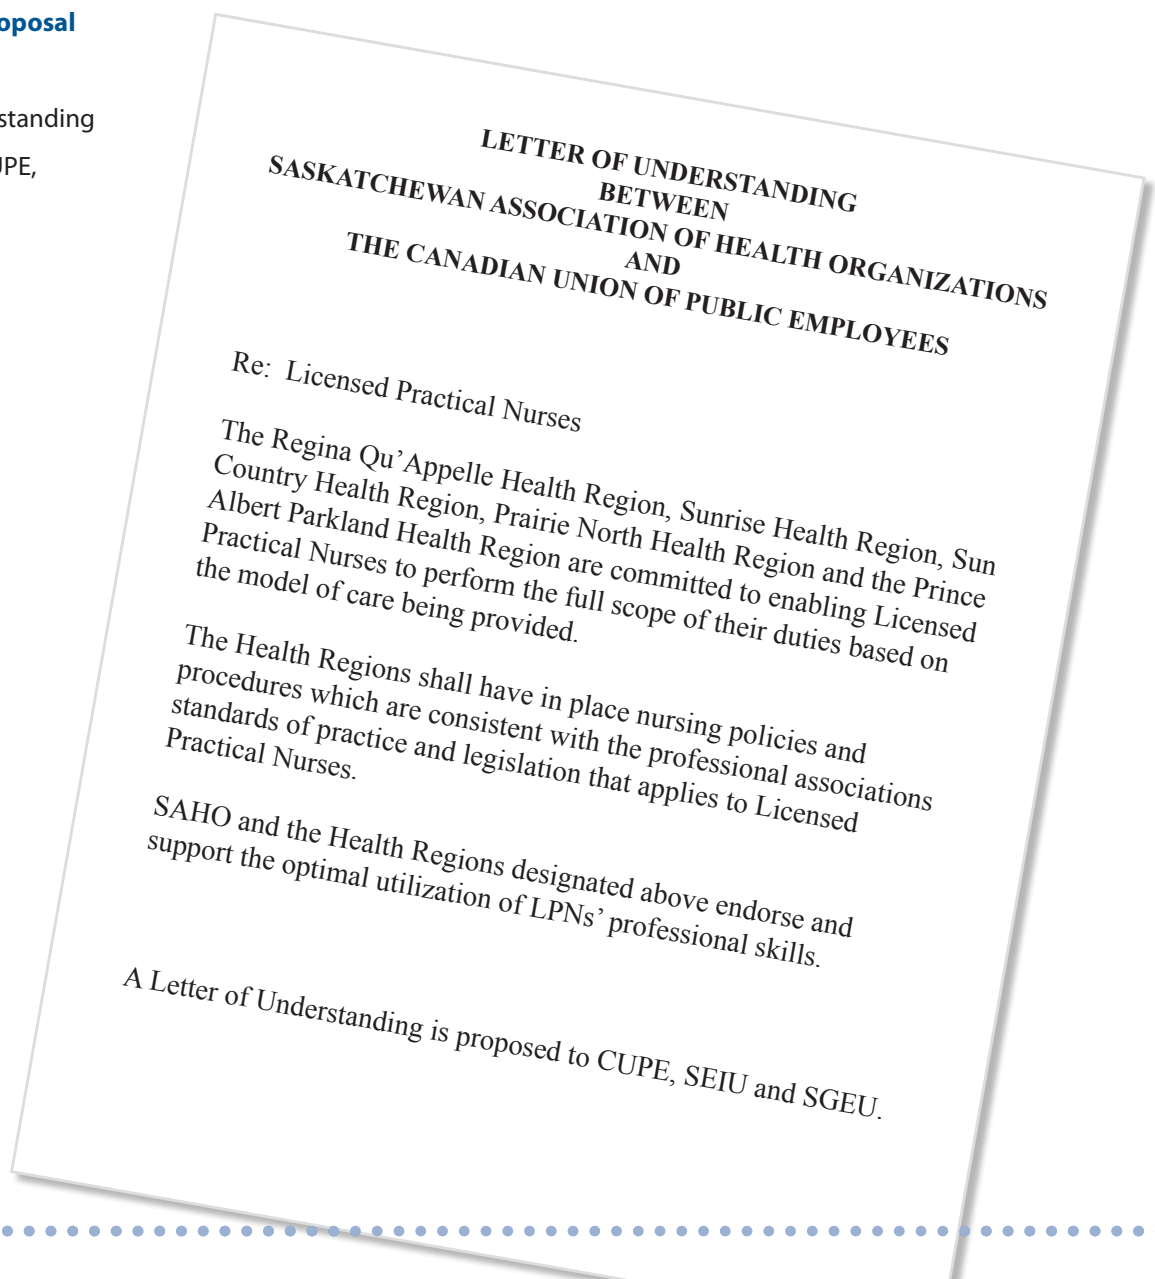 oposal
standing
UPE,
LETTER OF UNDERSTANDING
BETWEEN
SASKATCHEWAN ASSOCIATION OF HEALTH ORGANIZATIONS
AND
THE CANADIAN UNION OF PUBLIC EMPLOYEES
Re: Licensed Practical Nurses
The Regina Qu’Appelle Health Region, Sunrise Health Region, Sun
Country Health Region, Prairie North Health Region and the Prince
Albert Parkland Health Region are committed to enabling Licensed
Practical Nurses to perform the full scope of their duties based on
the model of care being provided.
The Health Regions shall have in place nursing policies and
procedures which are consistent with the professional associations
standards of practice and legislation that applies to Licensed
Practical Nurses.
SAHO and the Health Regions designated above endorse and
support the optimal utilization of LPNs’ professional skills.
A Letter of Understanding is proposed to CUPE, SEIU and SGEU.